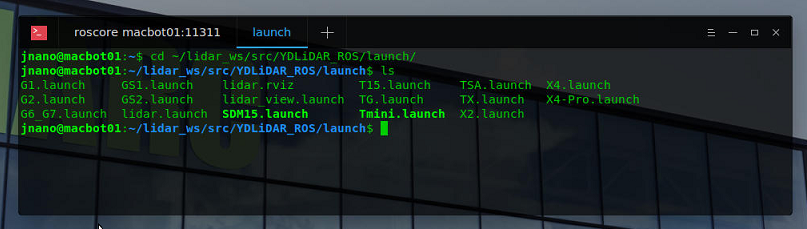 roscore macbot01:11311 launch
jnano@macbot01:~$ cd ~/lidar_ws/src/YDLiDAR_ROS/launch/
jnano@macbot01:~/lidar_ws/src/YDLiDAR_ROS/launch$ ls
G1.launch GS1.launch lidar.rviz T15.launch TSA.launch X4.launch
G2.launch GS2.launch lidar_view.launch TG.launch TX.launch X4-Pro.launch
G6_G7.launch lidar.launch SDM15.launch Tmini.launch X2.launch
jnano@macbot01:~/lidar_ws/src/YDLiDAR_ROS/launch$